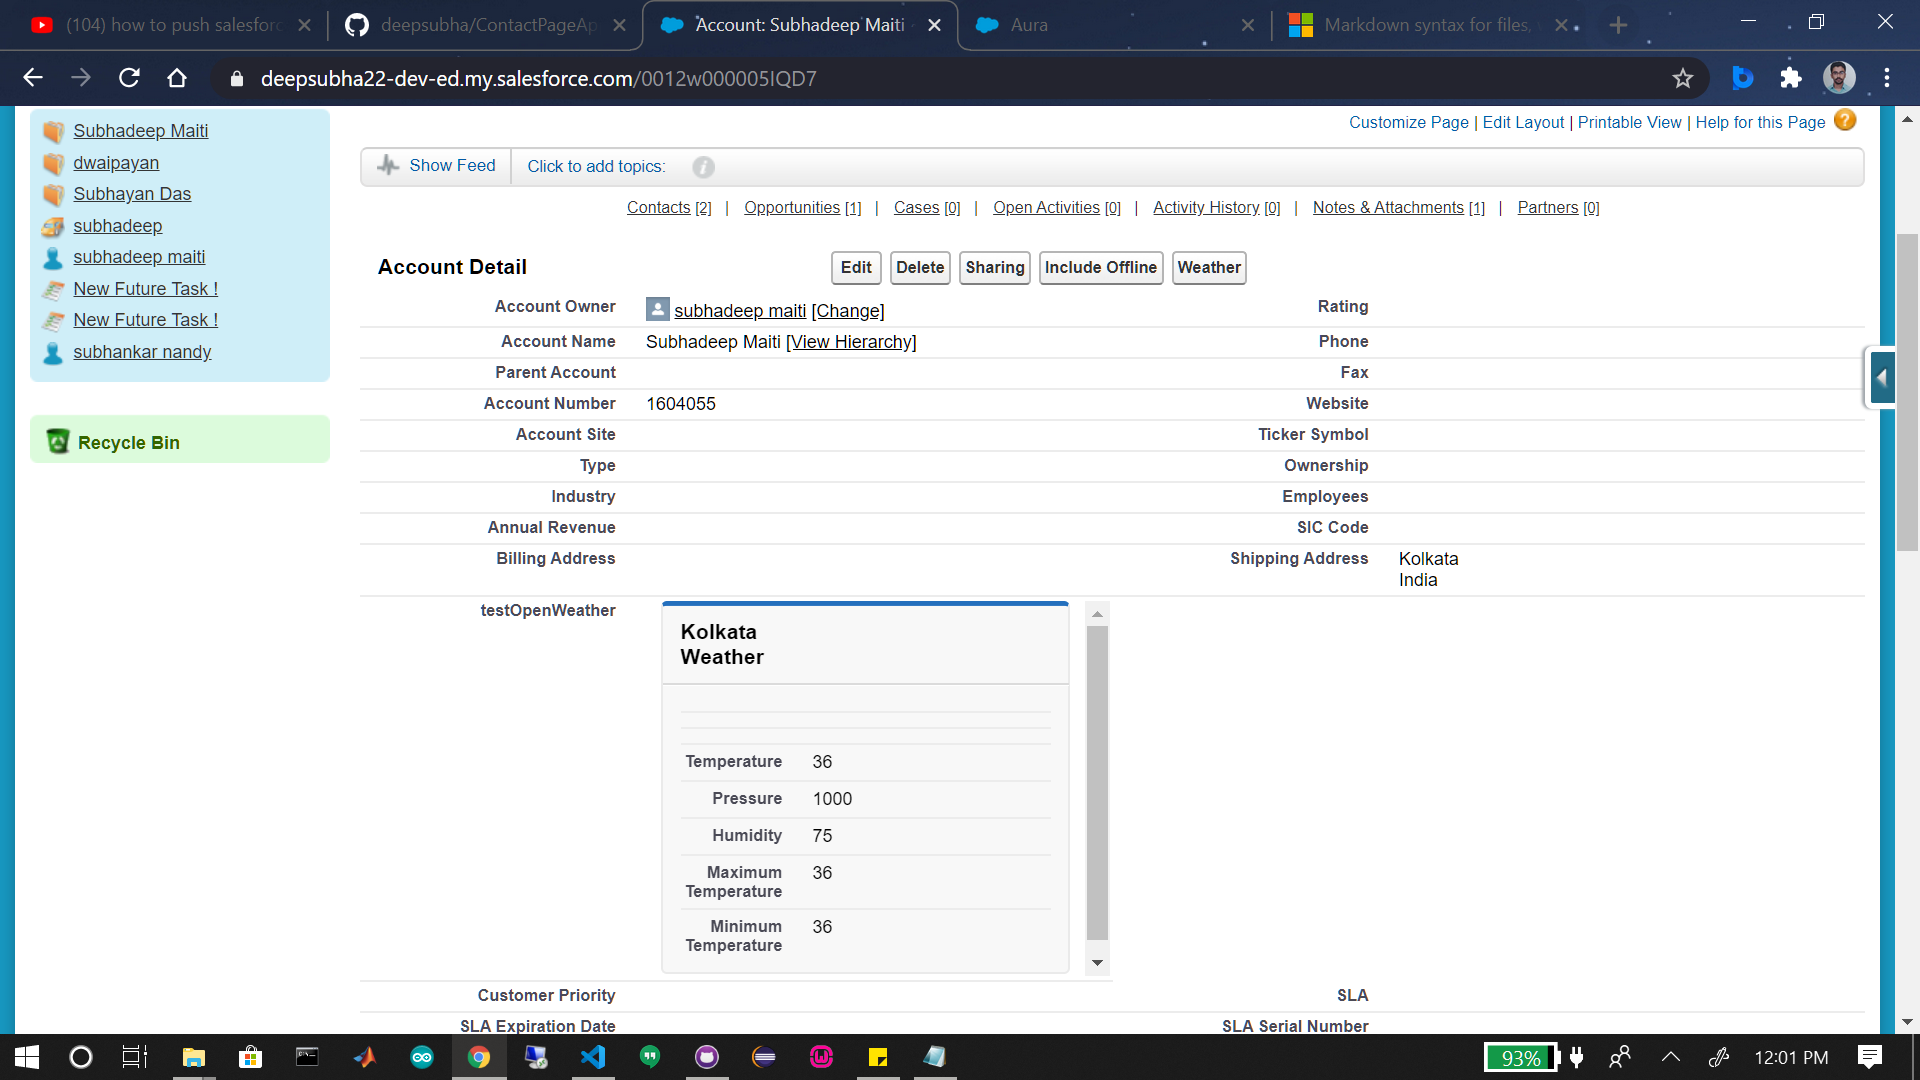 (104) how to push salesforc
deepsubha/ContactPageAp
Account: Subhadeep Maiti
Aura
Markdown syntax for files,
deepsubha22-dev-ed.my.salesforce.com/0012w000005IQD7
Subhadeep Maiti
dwaipayan
Subhayan Das
subhadeep
subhadeep maiti
New Future Task !
New Future Task !
subhankar nandy
Recycle Bin
Customize Page | Edit Layout | Printable View | Help for this Page ?
Show Feed
Click to add topics: i
Contacts [2] | Opportunities [1] | Cases [0] | Open Activities [0] | Activity History [0] | Notes & Attachments [1] | Partners [0]
Account Detail
Edit Delete Sharing Include Offline Weather
Account Owner subhadeep maiti [Change] Rating
Account Name Subhadeep Maiti [View Hierarchy] Phone
Parent Account Fax
Account Number 1604055 Website
Account Site Ticker Symbol
Type Ownership
Industry Employees
Annual Revenue SIC Code
Billing Address Shipping Address Kolkata
India
testOpenWeather
Kolkata
Weather
Temperature 36
Pressure 1000
Humidity 75
Maximum
Temperature 36
Minimum
Temperature 36
Customer Priority SLA
SLA Expiration Date SLA Serial Number
93% 12:01 PM